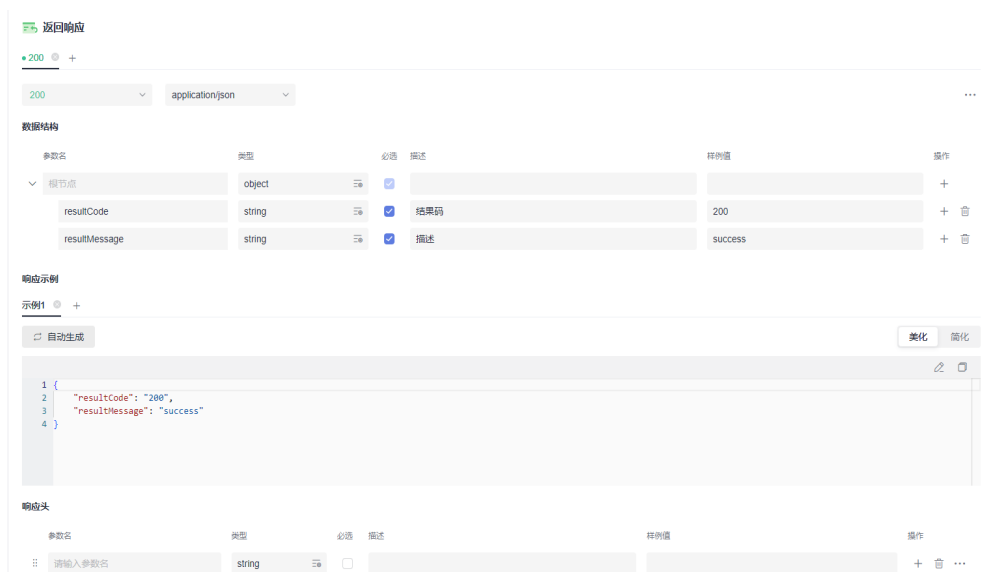 返回响应
200
200 application/json
数据结构
参数名 类型 必选 描述 样例值 操作
根节点 object
resultCode string 结果码 200
resultMessage string 描述 success
响应示例
示例1
自动生成 美化 简化
1 {
2 "resultCode": "200",
3 "resultMessage": "success"
4 }
响应头
参数名 类型 必选 描述 样例值 操作
请输入参数名 string